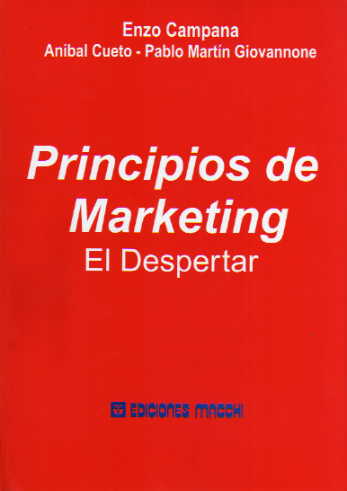 Enzo Campana
Aníbal Cueto - Pablo Martín Giovannone
Principios de
Marketing
El Despertar
EDICIONES MACCHI